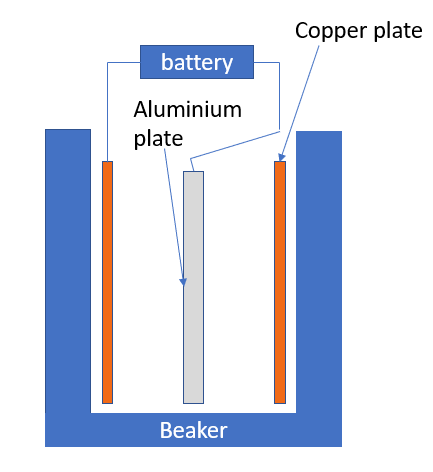 Copper plate
battery
Aluminium
plate
Beaker